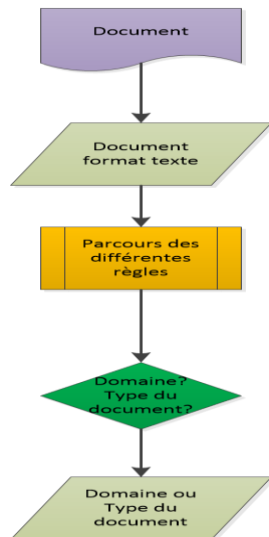 Document
Document
format texte
Parcours des
différentes
règles
Domaine?
Type du
document?
Domaine ou
Type du
document